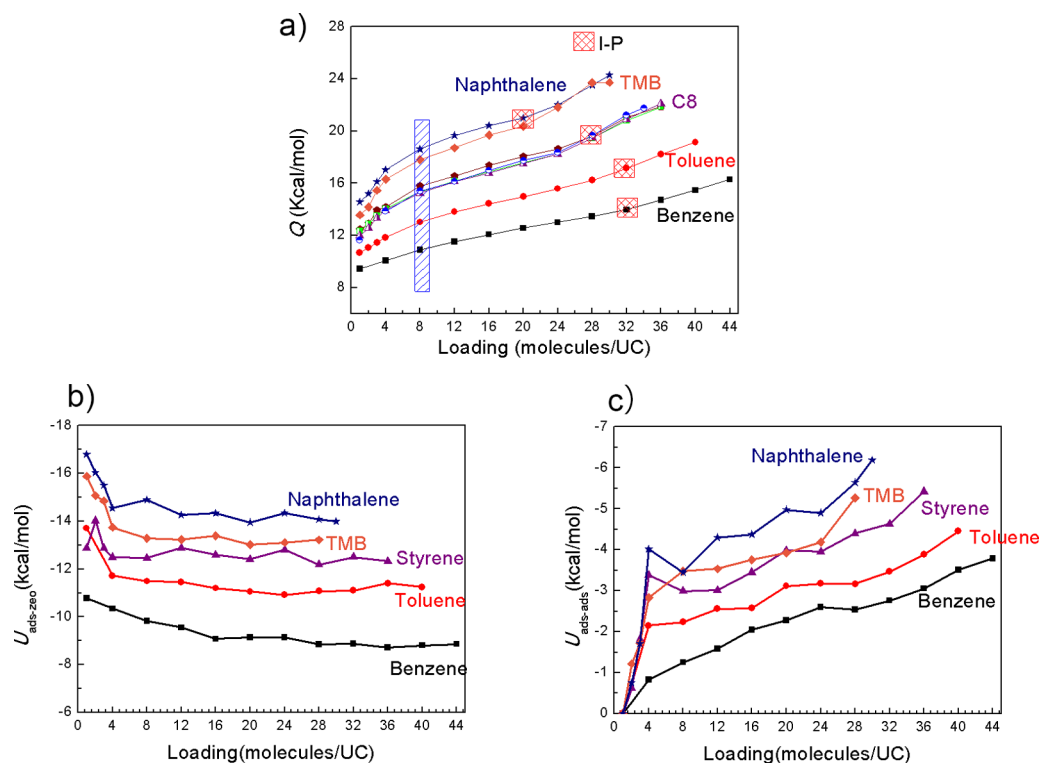 a)
I-P
28
24
20
16
12
8
Q (Kcal/mol)
Naphthalene
TMB
C8
Toluene
Benzene
0 4 8 12 16 20 24 28 32 36 40 44
Loading (molecules/UC)
b)
-18
-16
-14
-12
-10
-8
-6
U ads-zeo (kcal/mol)
Naphthalene
TMB
Styrene
Toluene
Benzene
0 4 8 12 16 20 24 28 32 36 40 44
Loading(molecules/UC)
c)
-7
-6
-5
-4
-3
-2
-1
0
U ads-ads (kcal/mol)
Naphthalene
TMB
Styrene
Toluene
Benzene
0 4 8 12 16 20 24 28 32 36 40 44
Loading(molecules/UC)